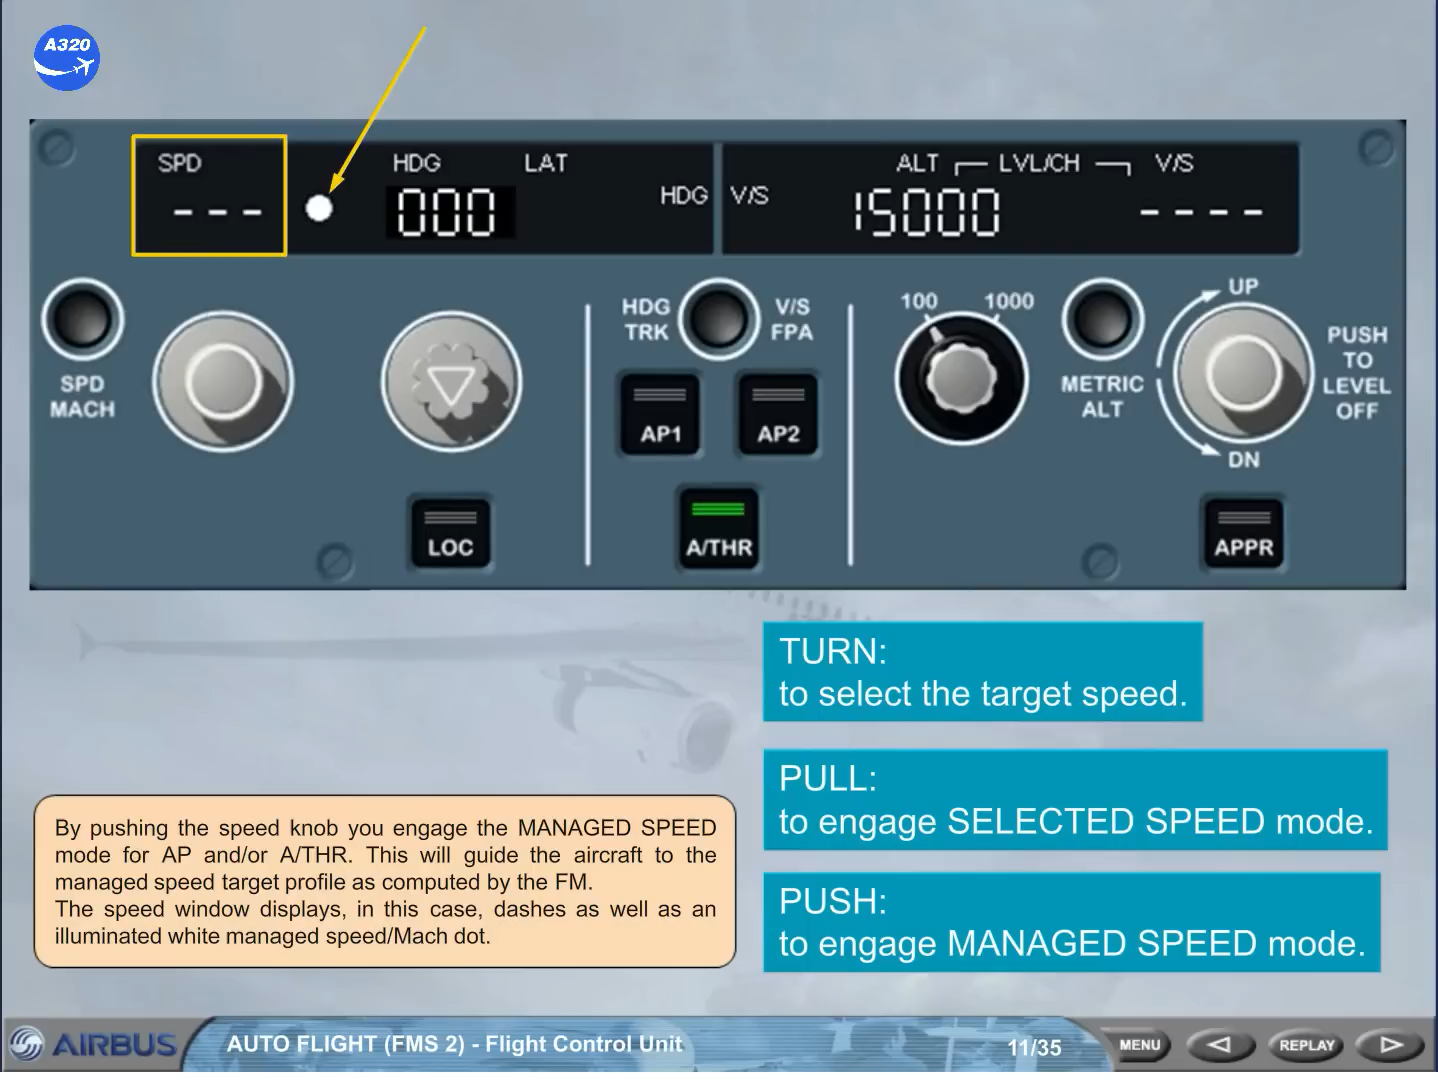 A320
SPD
HDG
LAT
ALT
LVL/CH
V/S
---
000
HDG
V/S
15000
----
SPD
MACH
HDG
TRK
V/S
FPA
100
1000
METRIC
ALT
UP
DN
PUSH
TO
LEVEL
OFF
AP1
AP2
LOC
A/THR
APPR
TURN:
to select the target speed.
PULL:
to engage SELECTED SPEED mode.
PUSH:
to engage MANAGED SPEED mode.
By pushing the speed knob you engage the MANAGED SPEED
mode for AP and/or A/THR. This will guide the aircraft to the
managed speed target profile as computed by the FM.
The speed window displays, in this case, dashes as well as an
illuminated white managed speed/Mach dot.
AIRBUS
AUTO FLIGHT (FMS 2) - Flight Control Unit
11/35
MENU
REPLAY